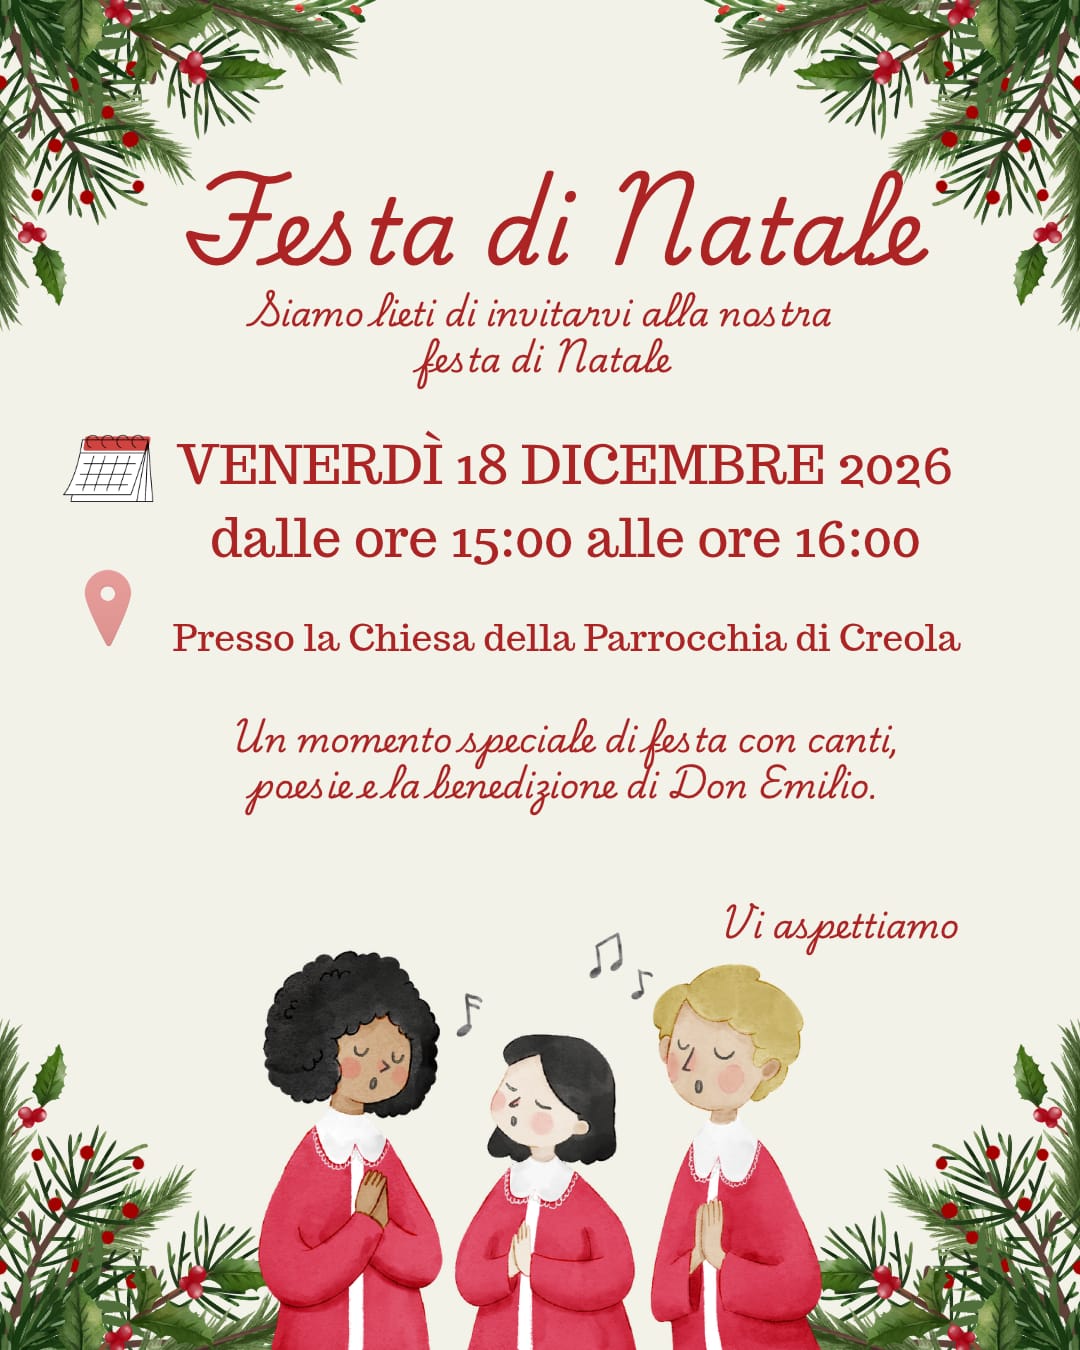 Festa di Natale
Siamo lieti di invitarvi alla nostra
festa di Natale
VENERDÌ 18 DICEMBRE 2026
dalle ore 15:00 alle ore 16:00
Presso la Chiesa della Parrocchia di Creola
Un momento speciale di festa con canti,
poesie e la benedizione di Don Emilio.
Vi aspettiamo